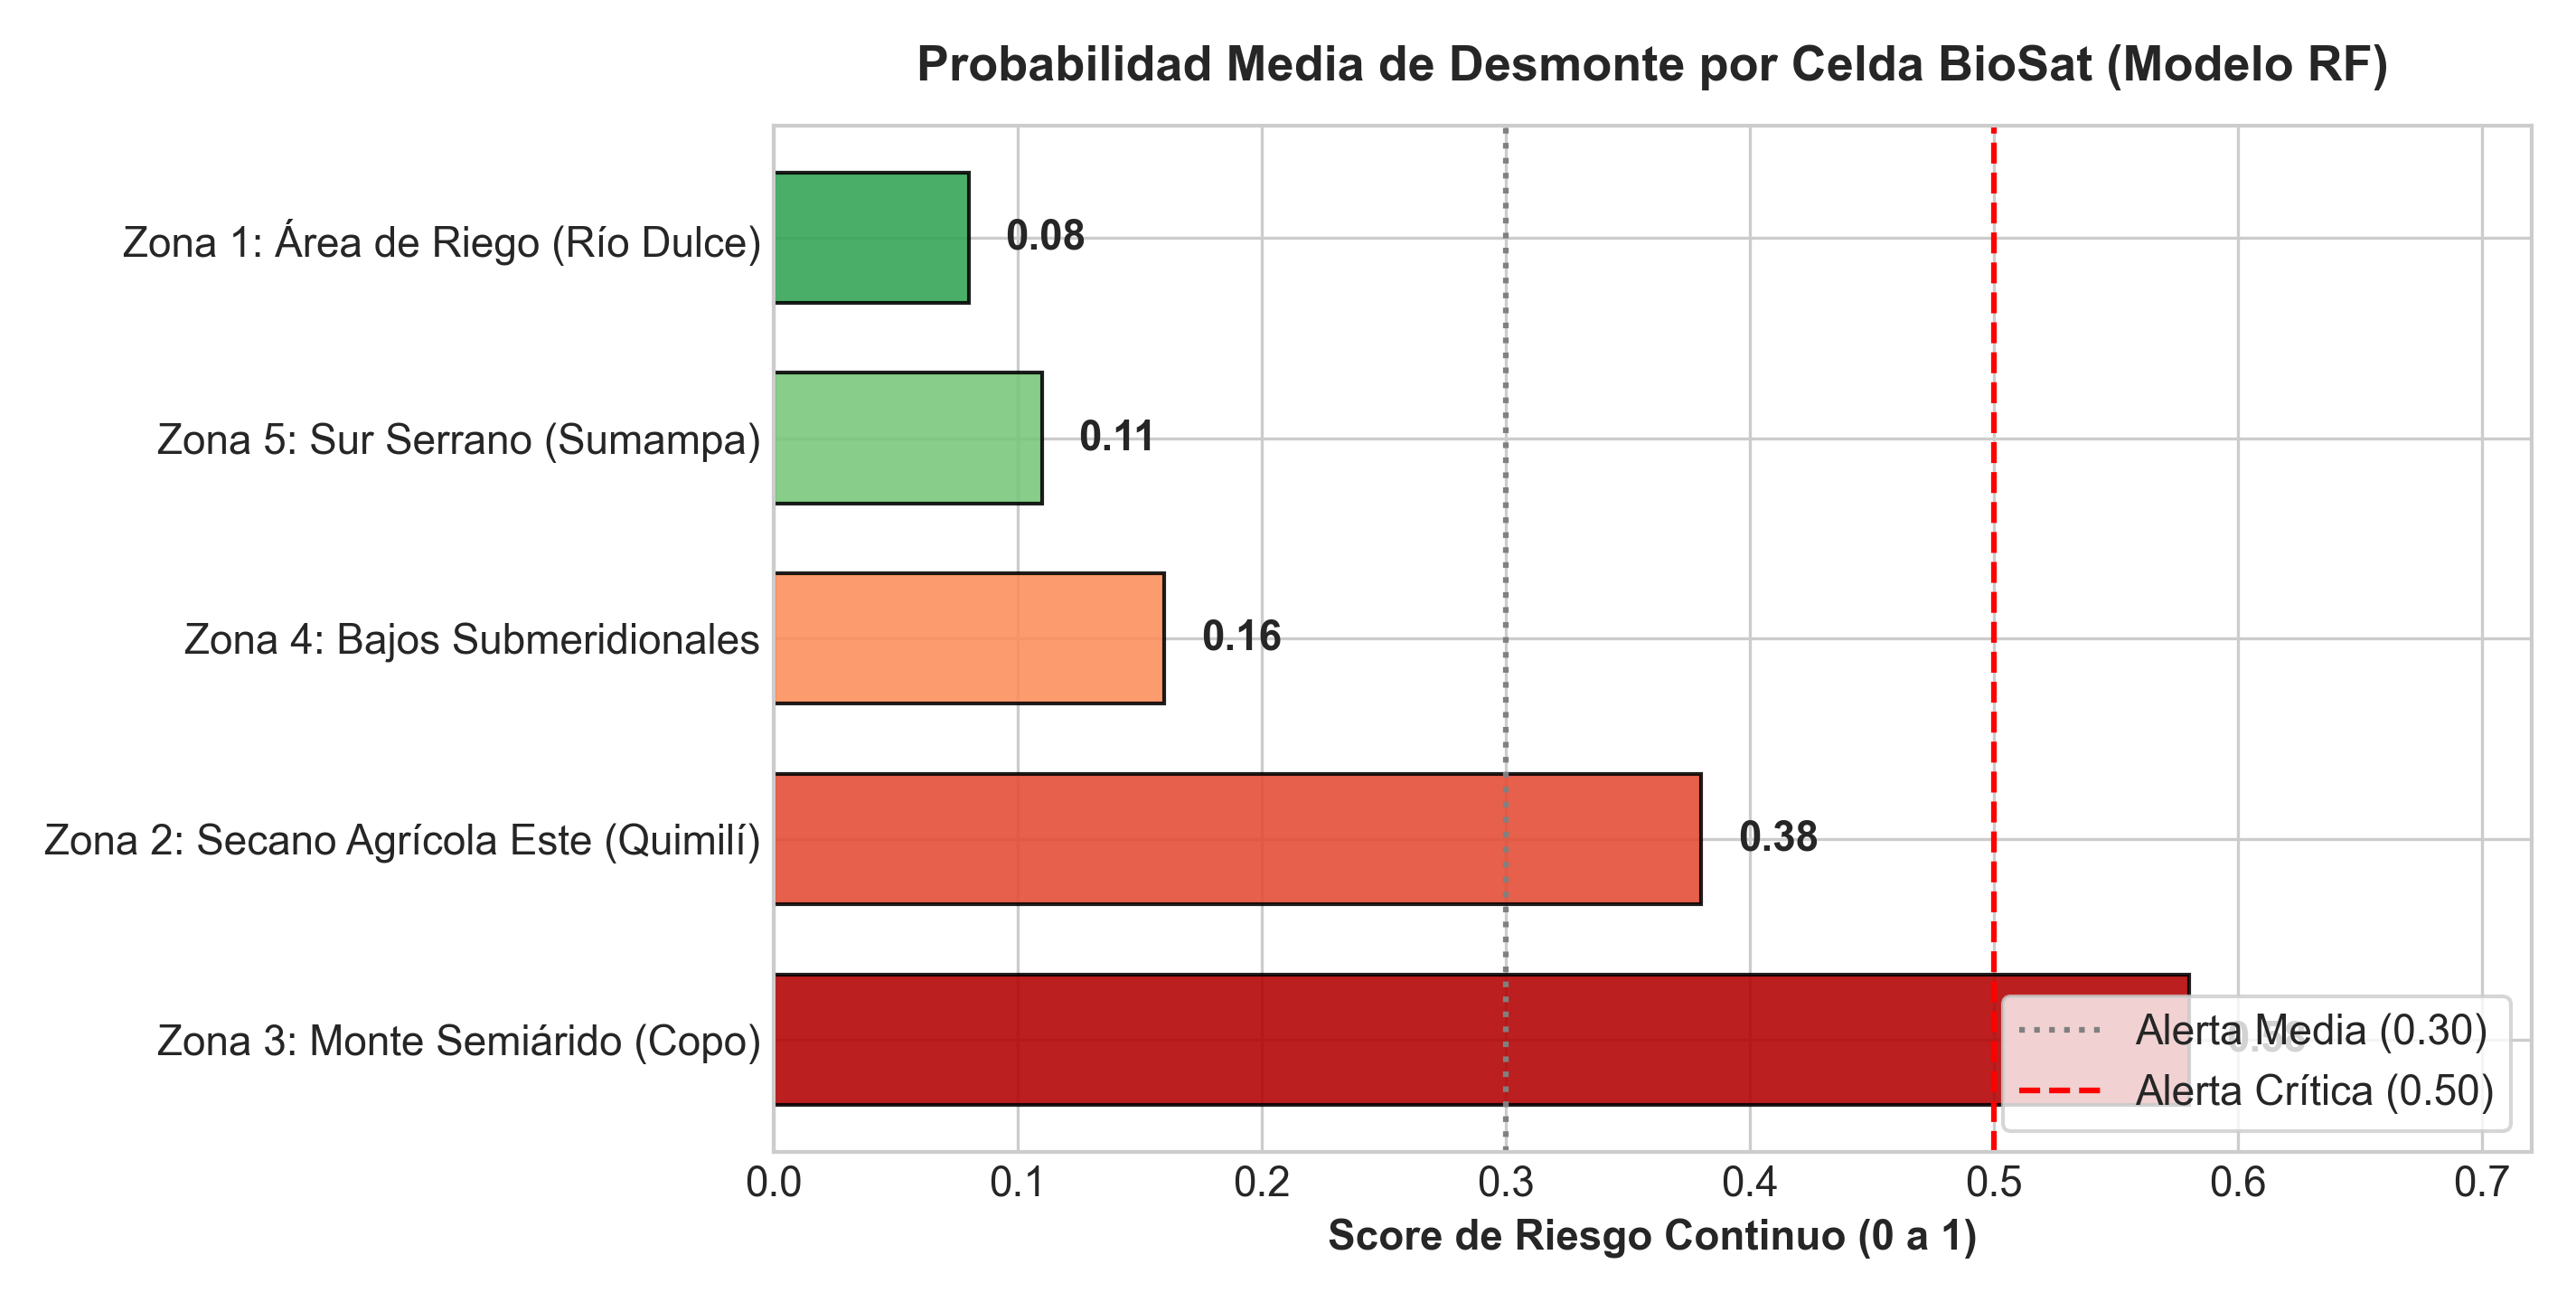 Probabilidad Media de Desmonte por Celda BioSat (Modelo RF)
Zona 1: Área de Riego (Río Dulce)
0.08
Zona 5: Sur Serrano (Sumampa)
0.11
Zona 4: Bajos Submeridionales
0.16
Zona 2: Secano Agrícola Este (Quimilí)
0.38
Zona 3: Monte Semiárido (Copo)
0.58
Alerta Media (0.30)
Alerta Crítica (0.50)
0.0 0.1 0.2 0.3 0.4 0.5 0.6 0.7
Score de Riesgo Continuo (0 a 1)